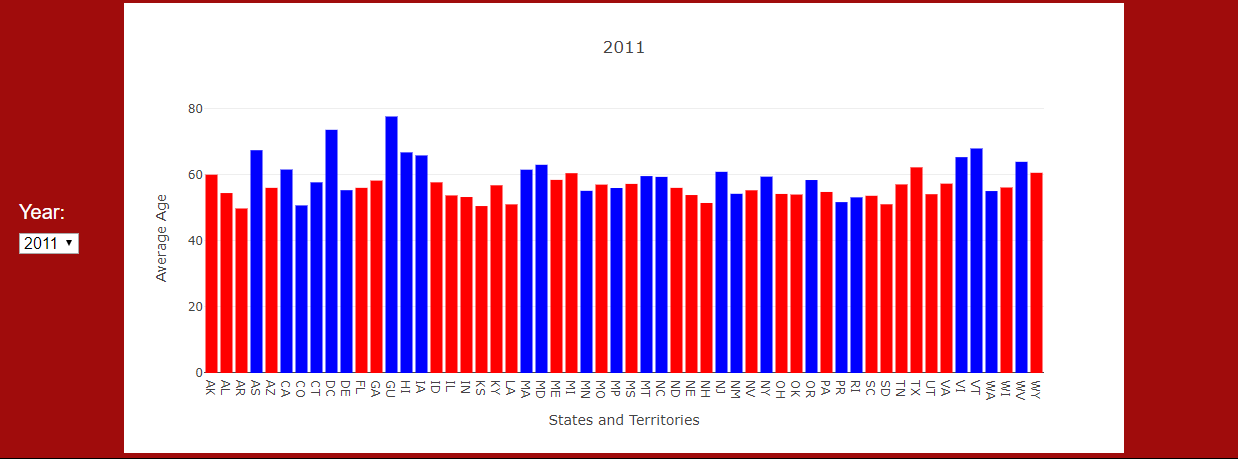 2011
Year:
2011
80
60
40
20
0
Average Age
AK AL AR AS AZ CA CO CT DC DE FL GA GU HI IA ID IL IN KS KY LA MA MD ME MI MN MO MP MS MT NC ND NE NH NJ NM NV NY OH OK OR PA PR RI SC SD TN TX UT VA VI VT WA WI WV WY
States and Territories